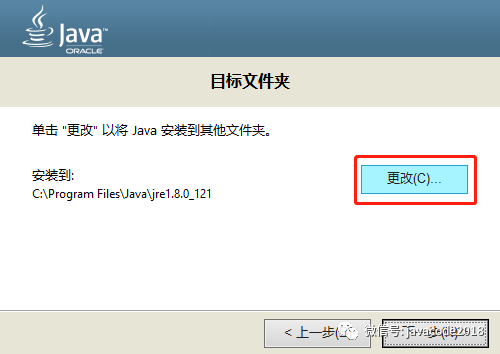 Java™
ORACLE
目标文件夹
单击 "更改" 以将 Java 安装到其他文件夹。
安装到:
C:\Program Files\Java\jre1.8.0_121
更改(C)...
< 上一步(
微信号: javacode2018